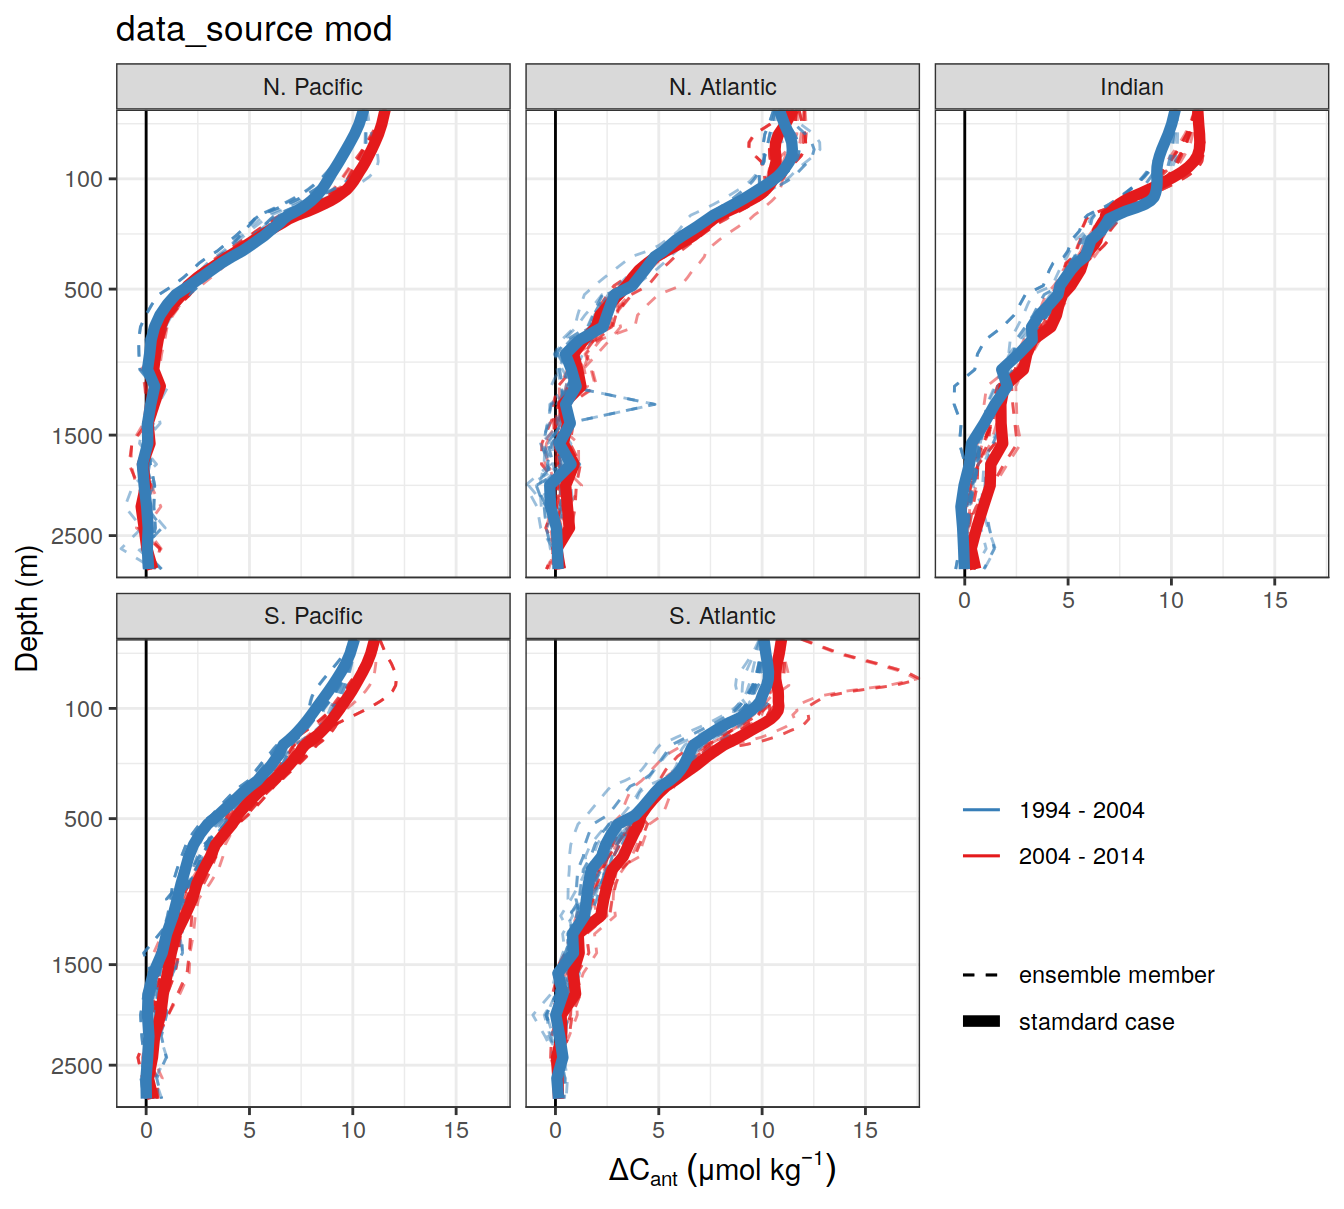 data_source mod
N. Pacific
N. Atlantic
Indian
100
500
1500
2500
0
5
10
15
S. Pacific
S. Atlantic
100
500
1500
2500
0
5
10
15
0
5
10
15
Depth (m)
ΔCant (μmol kg−1)
1994 - 2004
2004 - 2014
ensemble member
stamdard case